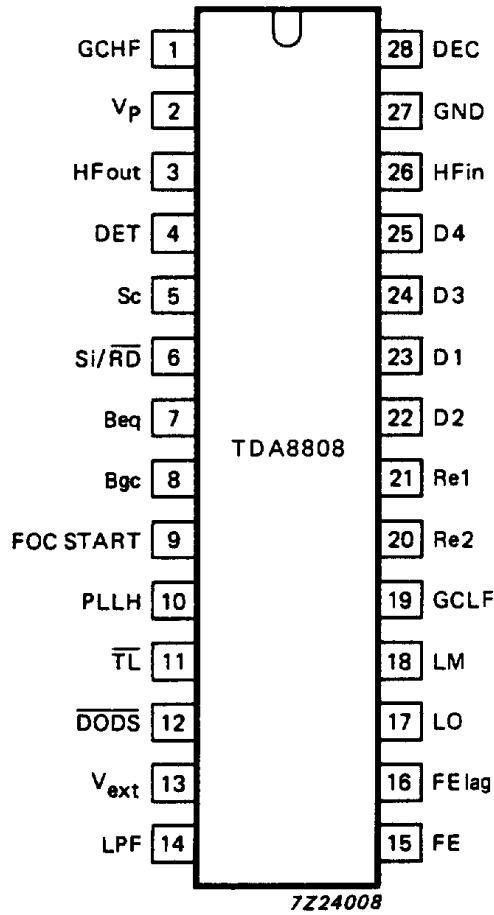 GCHF 1 28 DEC
VP 2 27 GND
HFout 3 26 HFin
DET 4 25 D4
Sc 5 24 D3
Si/R̅D̅ 6 23 D1
Beq 7 22 D2
TDA8808
Bgc 8 21 Re1
FOC START 9 20 Re2
PLLH 10 19 GCLF
T̅L̅ 11 18 LM
D̅O̅D̅S̅ 12 17 LO
Vext 13 16 FElag
LPF 14 15 FE
7Z24008